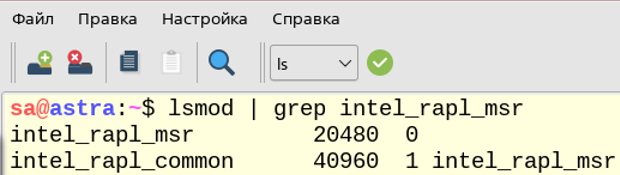 Файл Правка Настройка Справка
ls
sa@astra:~$ lsmod | grep intel_rapl_msr
intel_rapl_msr 20480 0
intel_rapl_common 40960 1 intel_rapl_msr